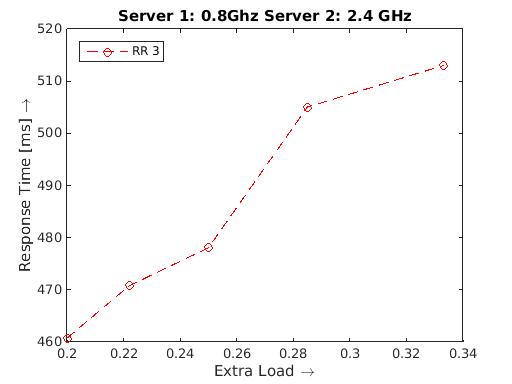 Server 1: 0.8Ghz Server 2: 2.4 GHz
520
RR 3
510
500
490
480
470
460
Response Time [ms] →
0.2 0.22 0.24 0.26 0.28 0.3 0.32 0.34
Extra Load →